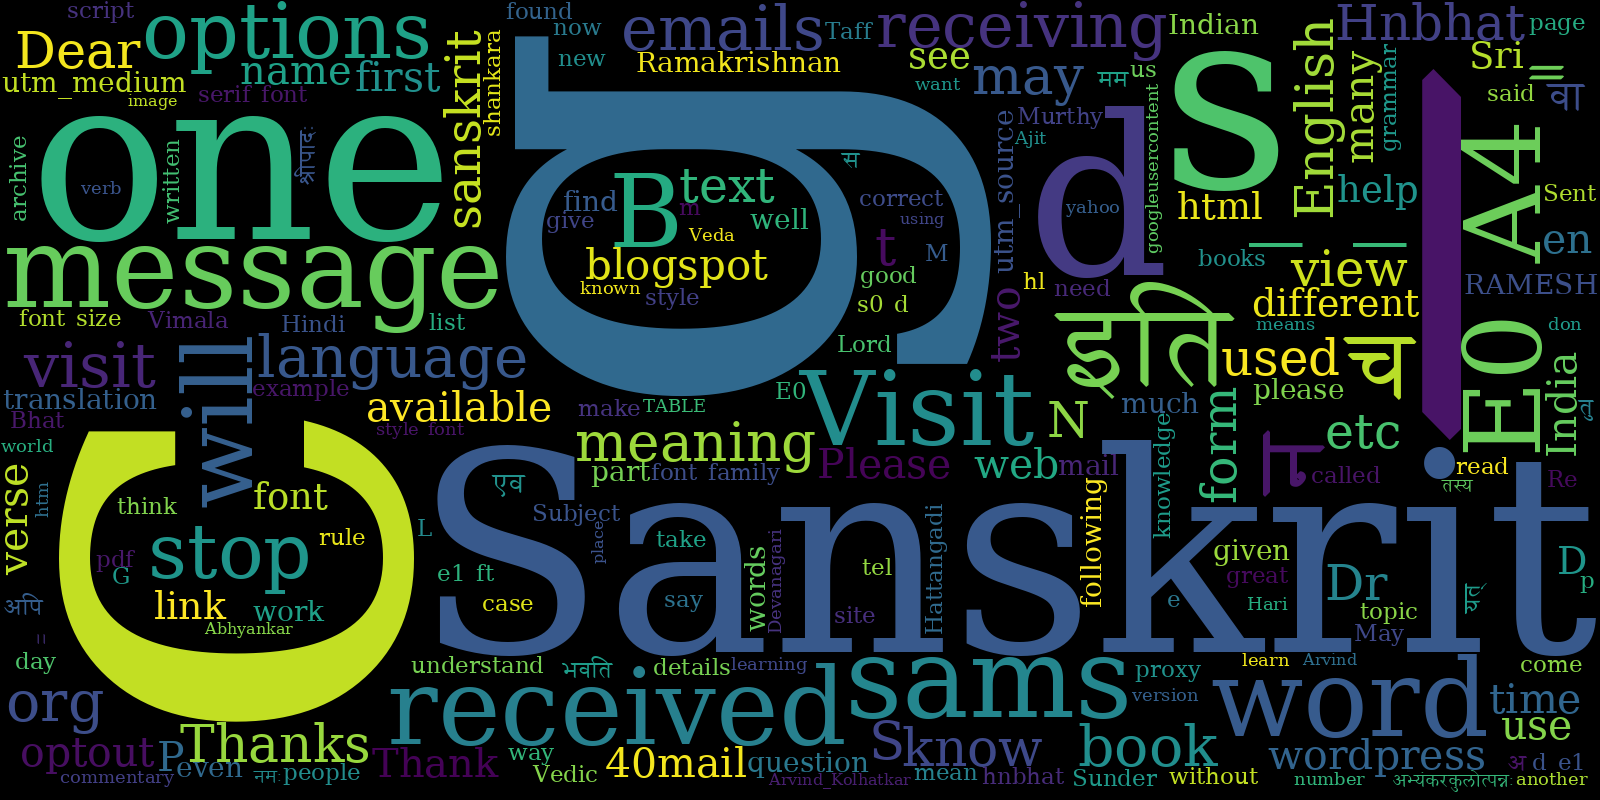 script
options
found
now
emails
Taff
receiving
Indian
Hnbhat
page
Dear
new
Ramakrishnan
see
English
Sri
utm_medium
name
first
sanskrit
shankara
want
may
मम
us
S
many
grammar
said
वा
image
serif font
one
g
utm_source
Murthy
Ajit
d
googleusercontent
A4
archive
verb
written
स
find
B
text
correct
html
help
Sent
give
m
well
using
yahoo
Veda
t
M
en
message
blogspot
good
books
view
known
style
s0 d
hl
need
RAMESH
different
font size
Vimala
Hindi
list
Lord
two
इति
means
E0
don
visit
will
language
used
च
India
translation
example
available
E0
Visit
please
तु
Bhat
make
TABLE
N
much
world
style font
meaning
form
etc
verse
htm
6
part
font family
Please
web
mail
knowledge
त
called
read
Re
think
font
एव
Sanskrit
following
तस्य
L
Subject
place
Hattangadi
stop
rule
take
words
Devanagari
given
pdf
G
e1 ft
tel
great
Dr
यत्
D
p
अपि
link
work
case
say
site
e
Hari
topic
Abhyankar
May
=
day
understand
भवति
details
learning
sams
proxy
learn
Arvind
come
org
received
version
word
time
optout
P
Thanks
Thank
way
S
know
book
wordpress
use
even
commentary
नमः
people
Vedic
40mail
question
Arvind_Kolhatkar
mean
hnbhat
Sunder
without
number
अ
d e1
अभ्यंकरकुलोत्पन्नः
another